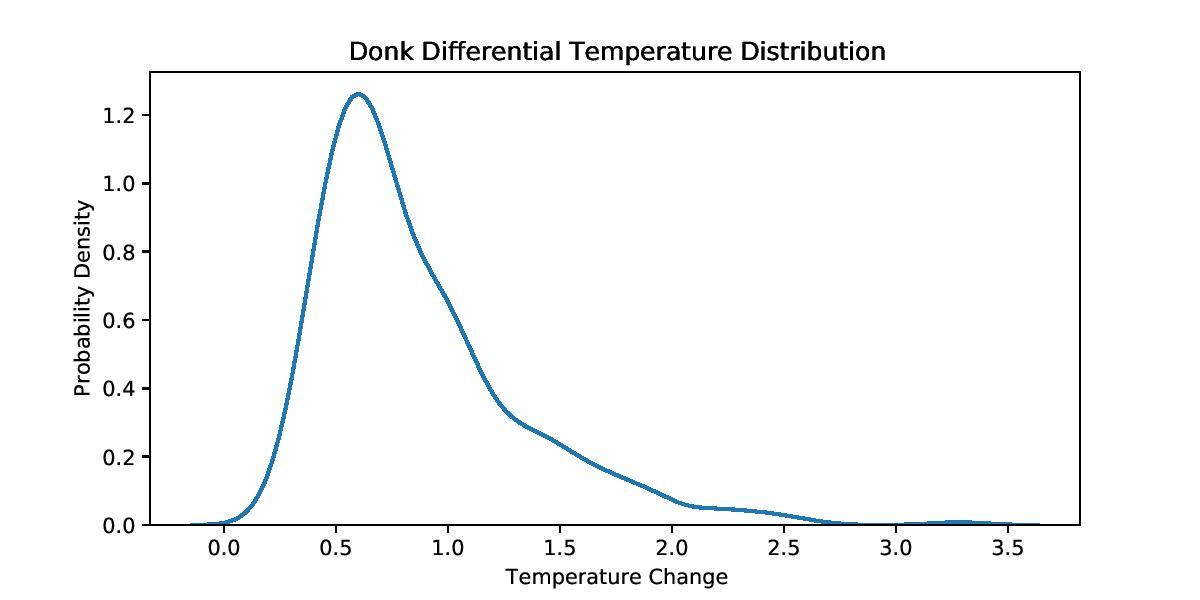 Donk Differential Temperature Distribution
1.2
1.0
0.8
0.6
0.4
0.2
0.0
Probability Density
0.0 0.5 1.0 1.5 2.0 2.5 3.0 3.5
Temperature Change